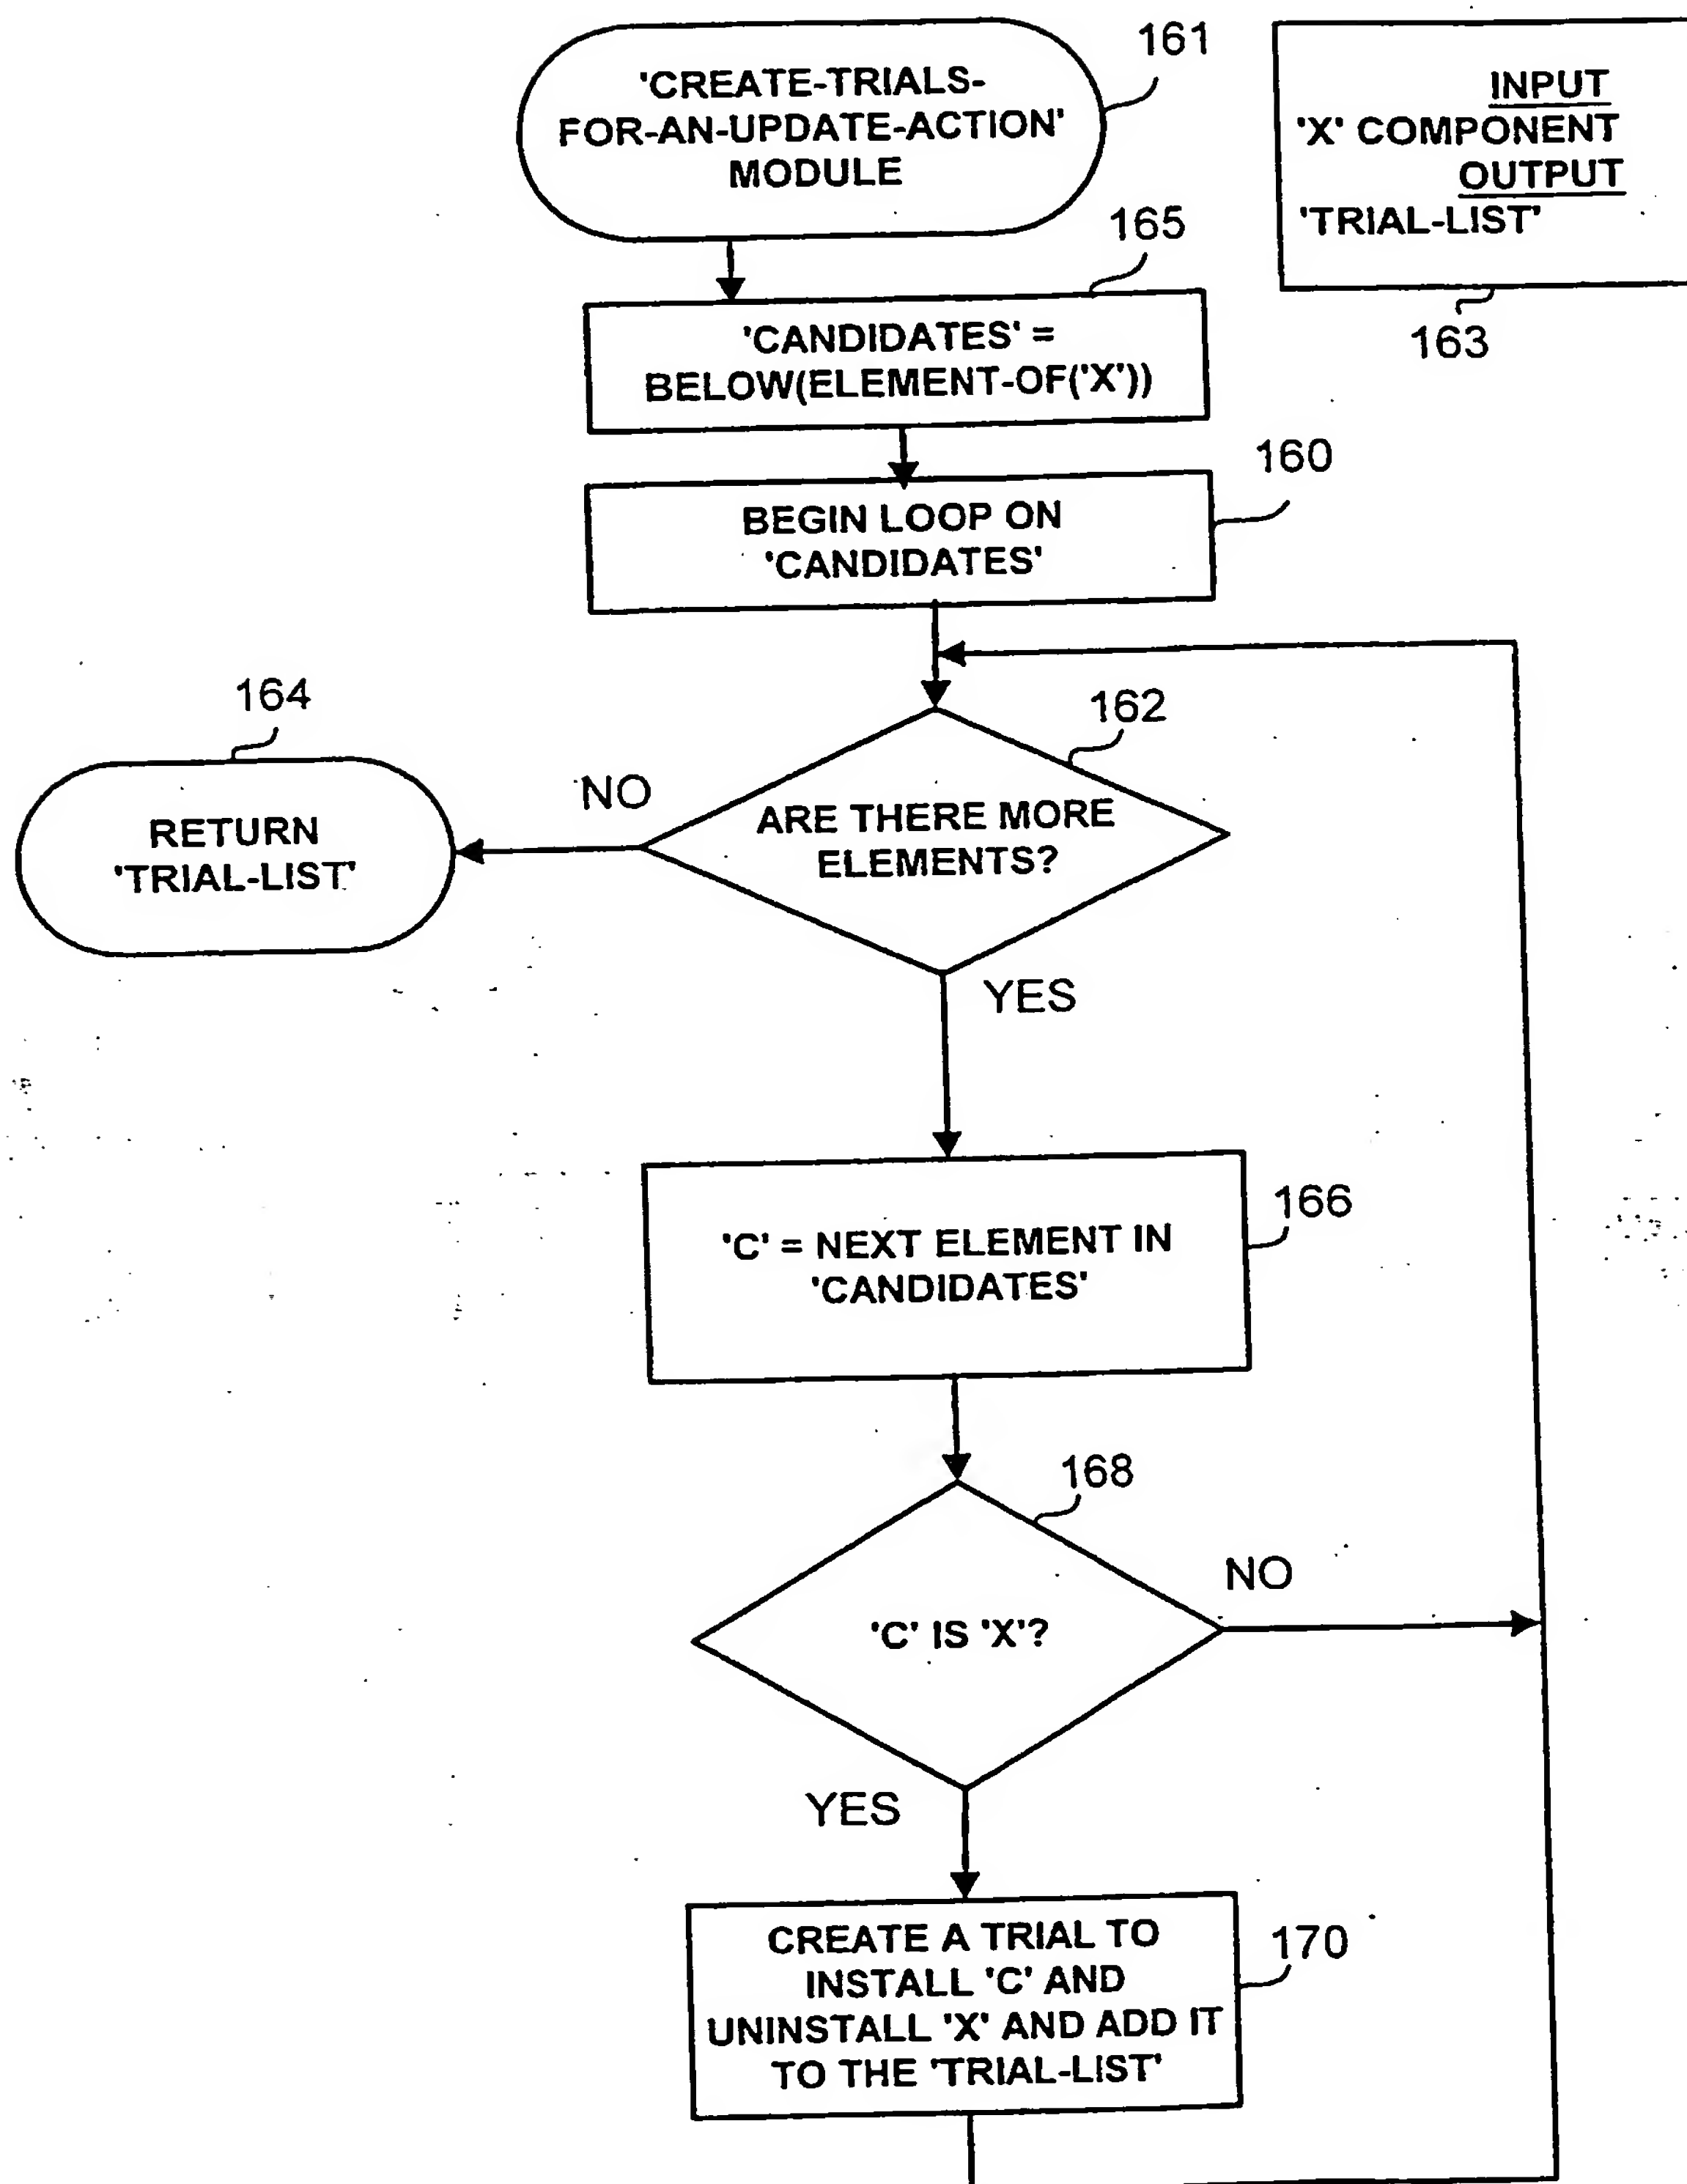 161
'CREATE-TRIALS-
FOR-AN-UPDATE-ACTION'
MODULE
INPUT
'X' COMPONENT
OUTPUT
'TRIAL-LIST'
163
165
'CANDIDATES' =
BELOW(ELEMENT-OF('X'))
160
BEGIN LOOP ON
'CANDIDATES'
164
RETURN
'TRIAL-LIST'
NO
162
ARE THERE MORE
ELEMENTS?
YES
166
'C' = NEXT ELEMENT IN
'CANDIDATES'
168
'C' IS 'X'?
NO
YES
170
CREATE A TRIAL TO
INSTALL 'C' AND
UNINSTALL 'X' AND ADD IT
TO THE 'TRIAL-LIST'